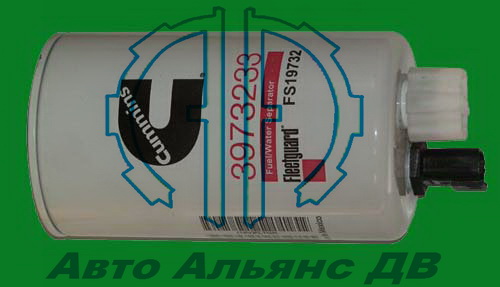 Cummins
3973233
Fuel/Water Separator
Fleetguard
FS19732
Авто Альянс ДВ